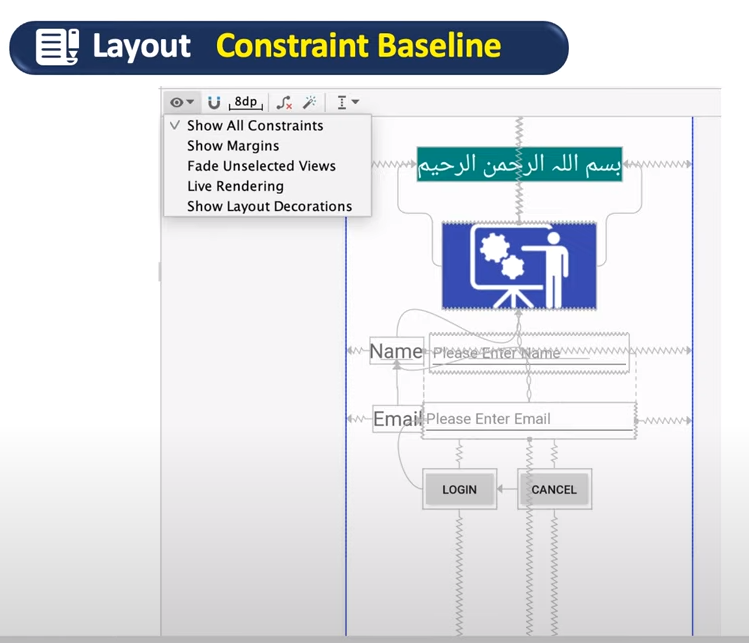 Layout Constraint Baseline
8dp
Show All Constraints
Show Margins
Fade Unselected Views
Live Rendering
Show Layout Decorations
بسم الله الرحمن الرحيم
Name Please Enter Name
Email Please Enter Email
LOGIN CANCEL